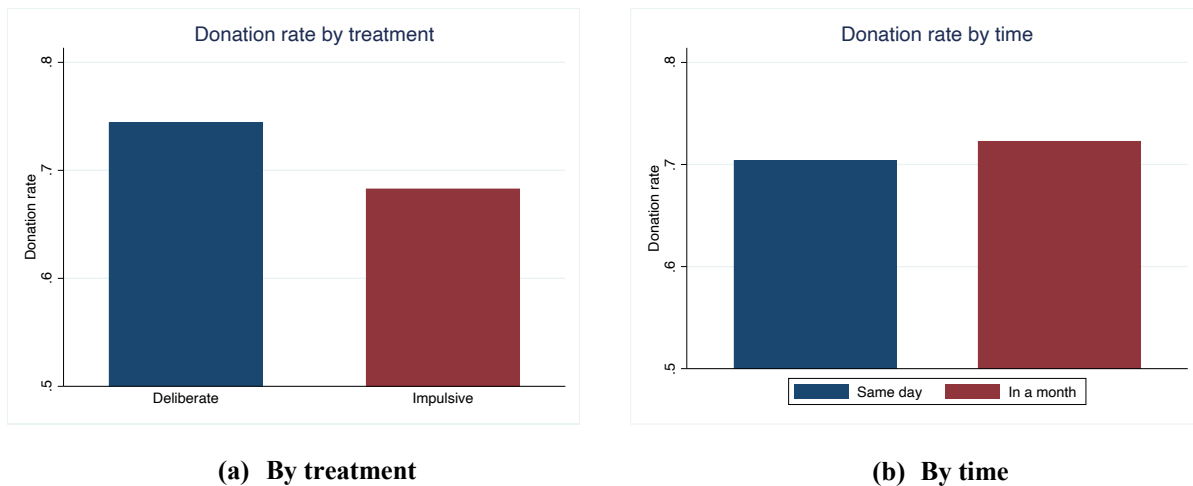 Donation rate by treatment
Donation rate
.8
.7
.6
.5
Deliberate
Impulsive
(a) By treatment
Donation rate by time
Donation rate
.8
.7
.6
.5
Same day
In a month
(b) By time